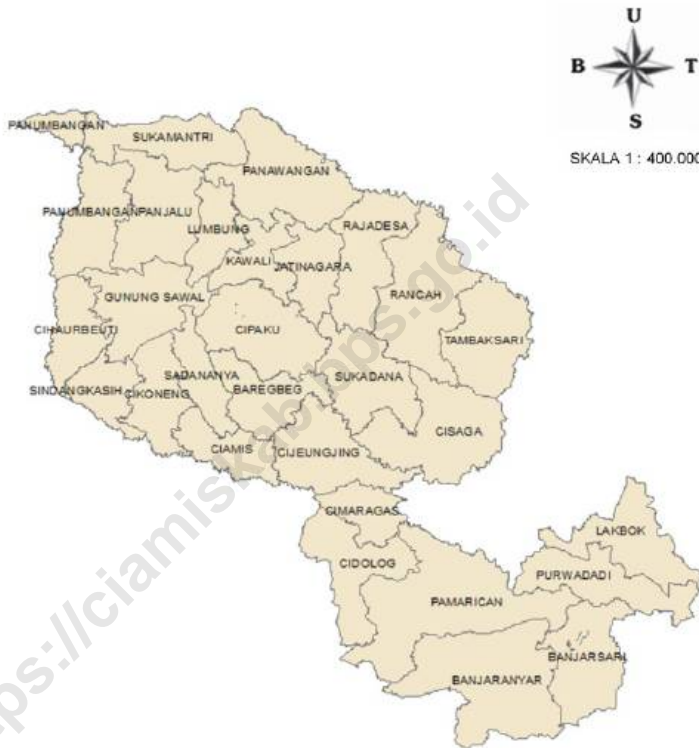 U
B T
S
SKALA 1 : 400.000
PANUMBANGAN
SUKAMANTRI
PANAWANGAN
PANUMBANGAN
PANJALU
LUMBUNG
RAJADESA
KAWALI
JATINAGARA
RANCAH
GUNUNG SAWAL
CIHAURBEUTI
CIPAKU
TAMBAKSARI
SADANANYA
SUKADANA
SINDANGKASIH
CIKONENG
BAREGBEG
CISAGA
CIAMIS
CIJEUNGJING
CIMARAGAS
LAKBOK
CIDOLOG
PURWADADI
PAMARICAN
BANJARSARI
BANJARANYAR
https://ciamiskab.bps.go.id